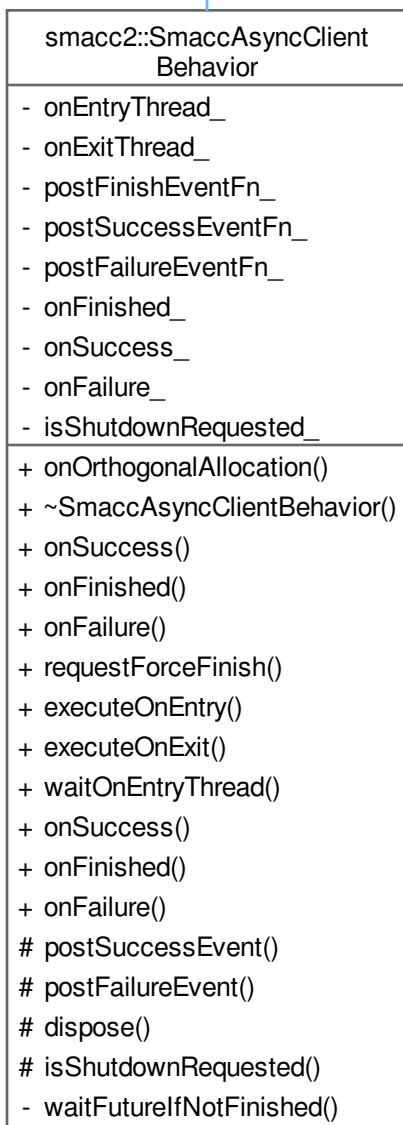 smacc2::SmaccAsyncClient
Behavior
- onEntryThread_
- onExitThread_
- postFinishEventFn_
- postSuccessEventFn_
- postFailureEventFn_
- onFinished_
- onSuccess_
- onFailure_
- isShutdownRequested_
+ onOrthogonalAllocation()
+ ~SmaccAsyncClientBehavior()
+ onSuccess()
+ onFinished()
+ onFailure()
+ requestForceFinish()
+ executeOnEntry()
+ executeOnExit()
+ waitOnEntryThread()
+ onSuccess()
+ onFinished()
+ onFailure()
# postSuccessEvent()
# postFailureEvent()
# dispose()
# isShutdownRequested()
- waitFutureIfNotFinished()